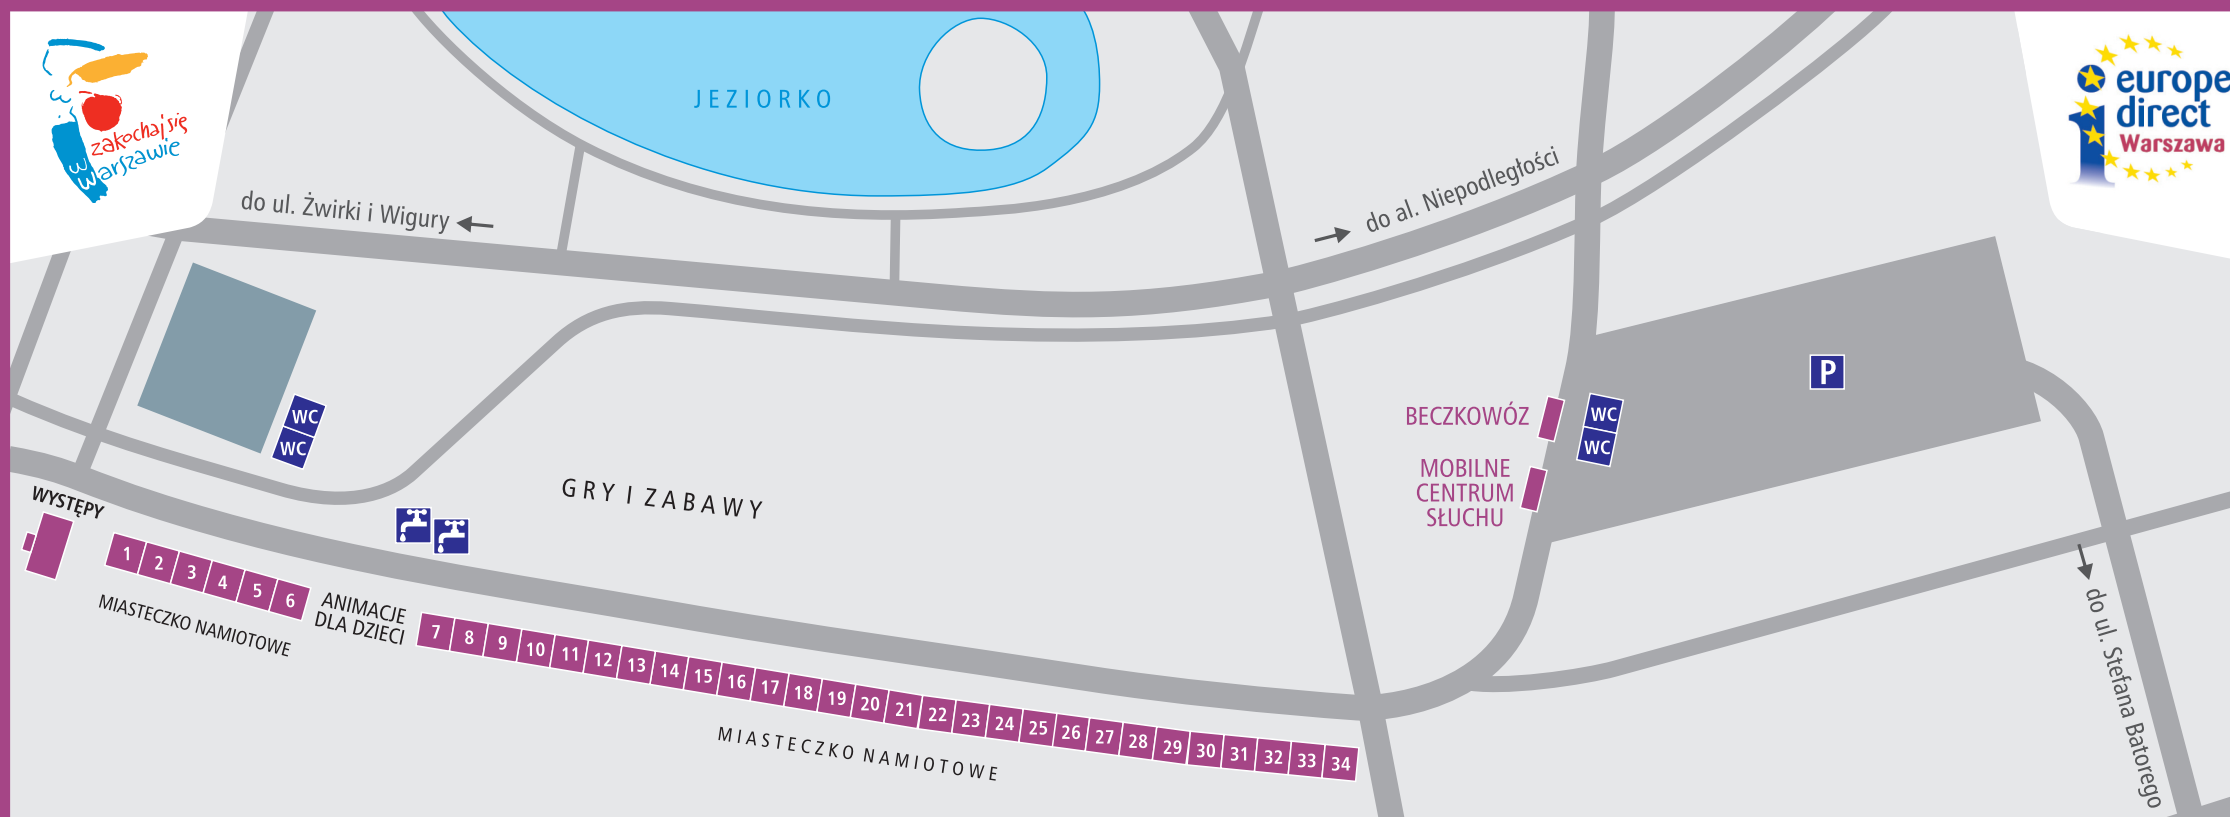 zakochaj się
w warszawie
JEZIORKO
europe
direct
Warszawa
do ul. Żwirki i Wigury
do al. Niepodległości
P
WC
WC
BECZKOWÓZ
WC
WC
MOBILNE
CENTRUM
SŁUCHU
GRY I ZABAWY
WYSTĘPY
1 2 3 4 5 6
MIASTECZKO NAMIOTOWE
ANIMACJE
DLA DZIECI
7 8 9 10 11 12 13 14 15 16 17 18 19 20 21 22 23 24 25 26 27 28 29 30 31 32 33 34
MIASTECZKO NAMIOTOWE
do ul. Stefana Batorego